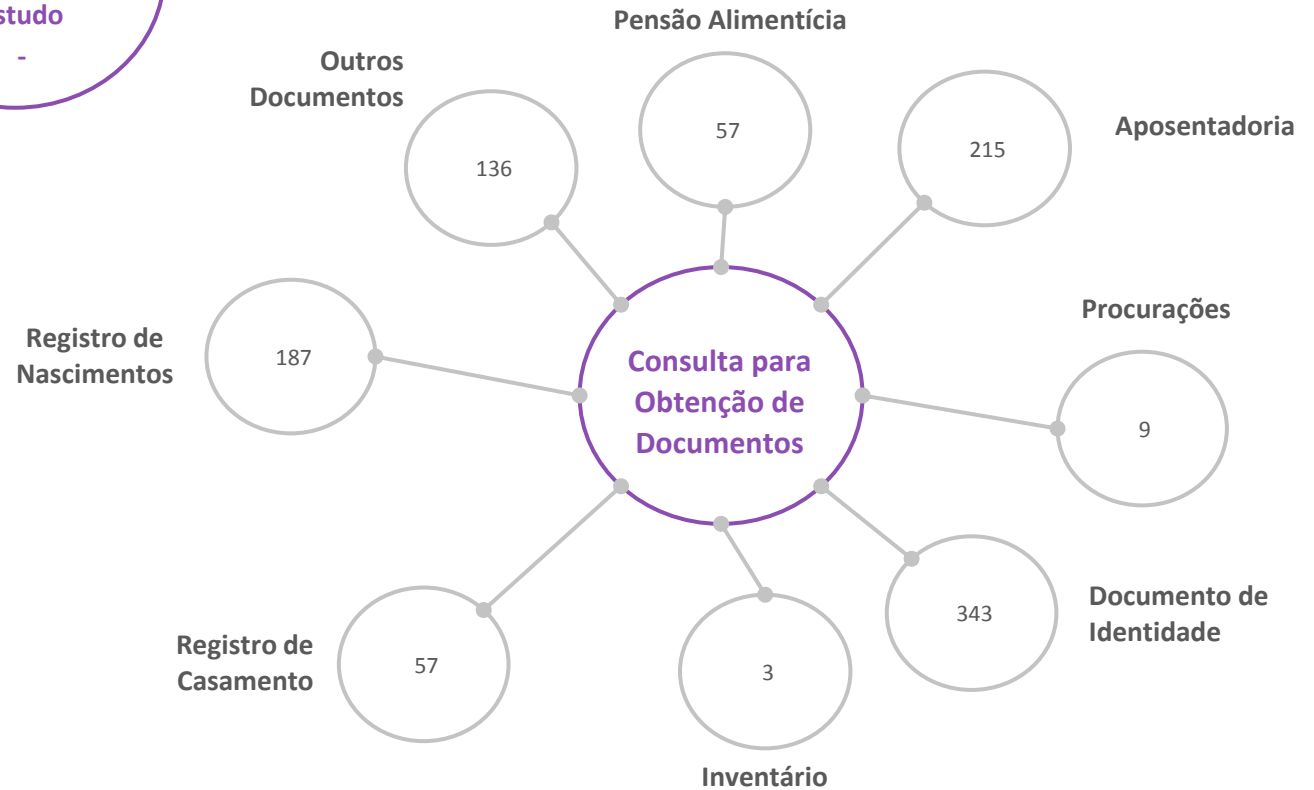 studo
-
Pensão Alimentícia
57
Outros
Documentos
136
Aposentadoria
215
Registro de
Nascimentos
187
Consulta para
Obtenção de
Documentos
Procurações
9
Documento de
Identidade
343
Registro de
Casamento
57
3
Inventário